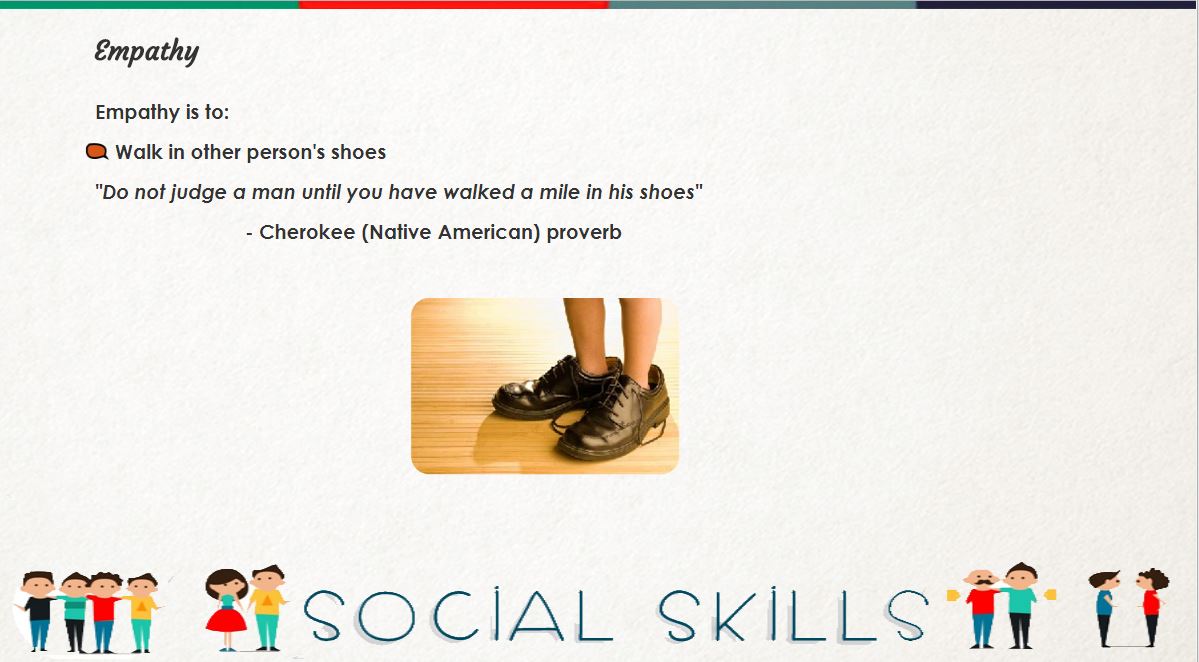 Empathy
Empathy is to:
Walk in other person's shoes
"Do not judge a man until you have walked a mile in his shoes"
- Cherokee (Native American) proverb
SOCIAL SKILLS